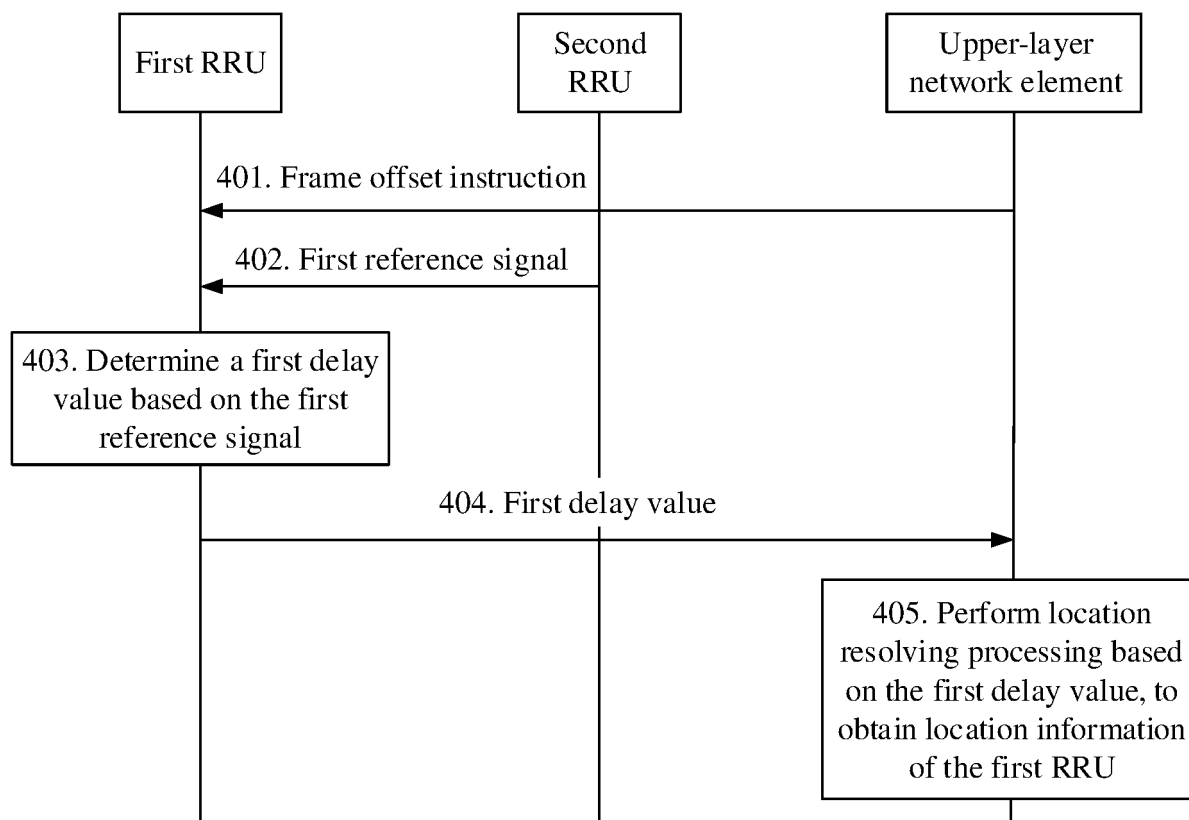 First RRU
Second
RRU
Upper-layer
network element
401. Frame offset instruction
402. First reference signal
403. Determine a first delay
value based on the first
reference signal
404. First delay value
405. Perform location
resolving processing based
on the first delay value, to
obtain location information
of the first RRU